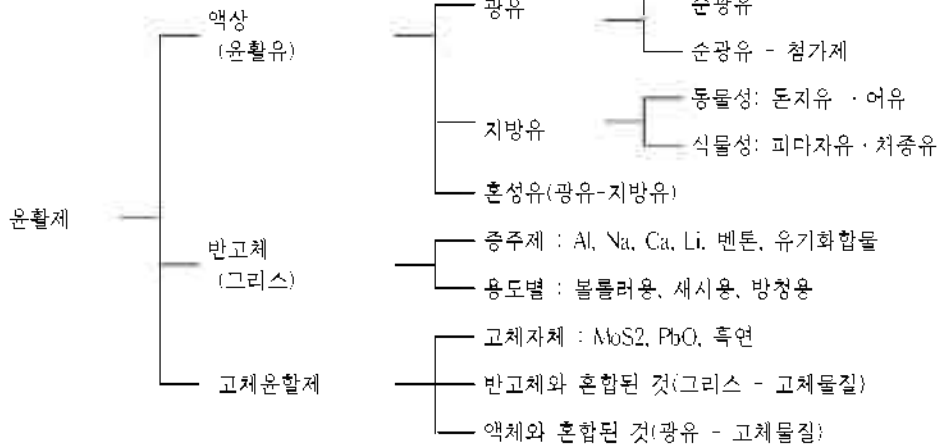 광유
순광유
액상
(윤활유)
순광유 - 첨가제
동물성: 돈지유 · 어유
지방유
식물성: 피마자유 · 채종유
혼성유(광유-지방유)
윤활제
반고체
(그리스)
증주제 : Al, Na, Ca, Li, 벤톤, 유기화합물
용도별 : 볼롤러용, 섀시용, 방청용
고체자체 : MoS2, PbO, 흑연
고체윤할제
반고체와 혼합된 것(그리스 - 고체물질)
액체와 혼합된 것(광유 - 고체물질)